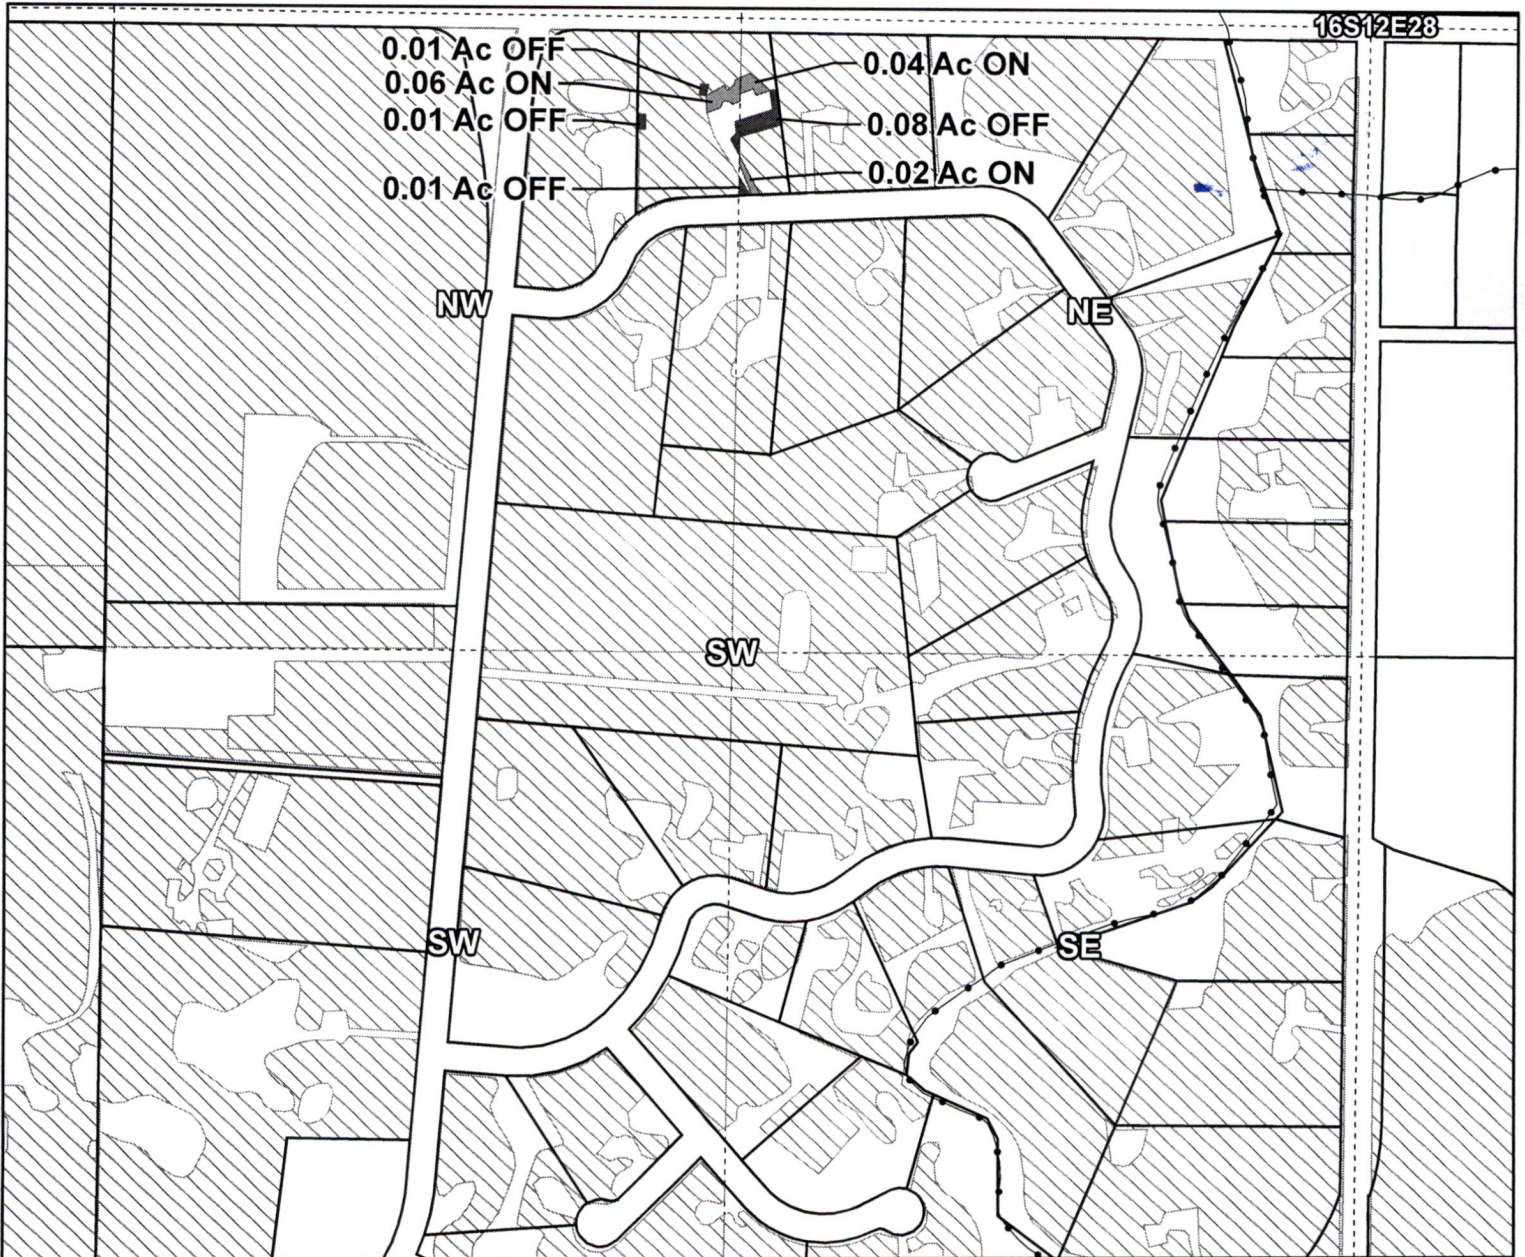 16S12E28
0.01 Ac OFF
0.04 Ac ON
0.06 Ac ON
0.01 Ac OFF
0.08 Ac OFF
0.02 Ac ON
0.01 Ac OFF
NW
NE
SW
SW
SE